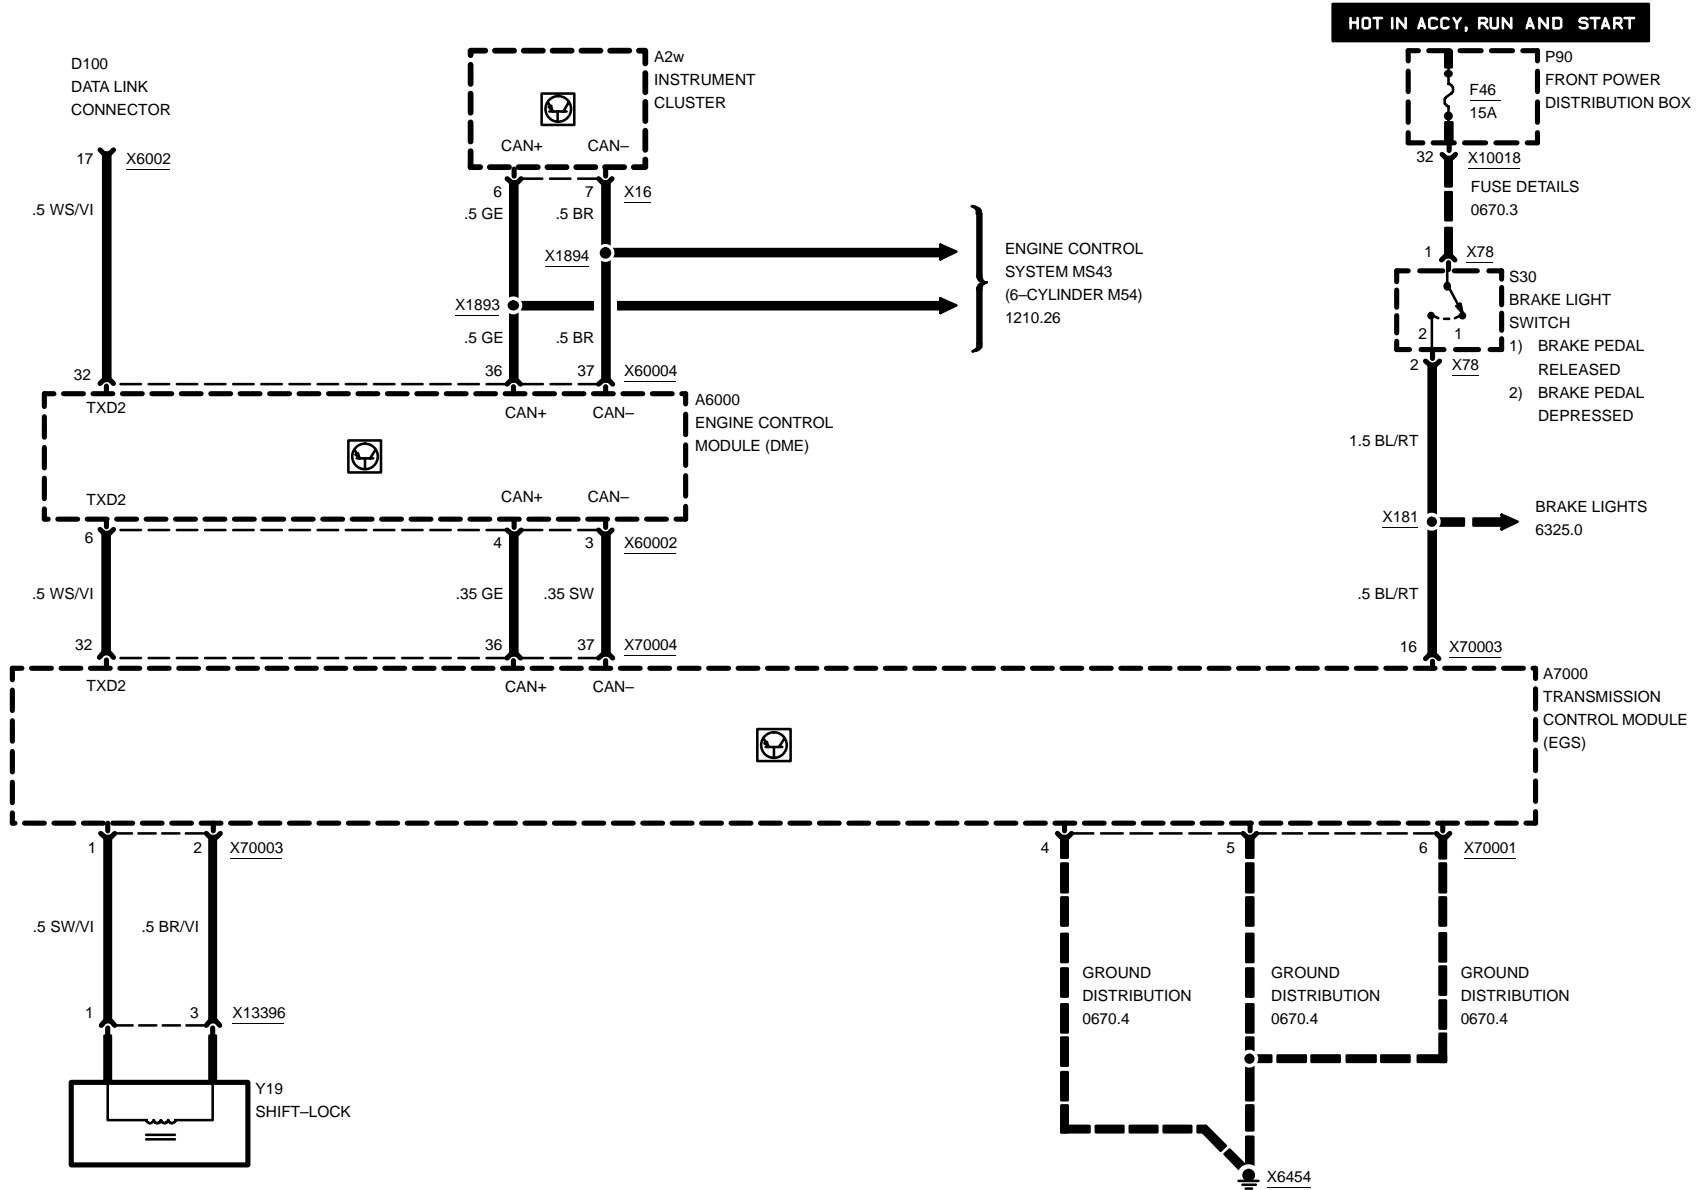 HOT IN ACCY, RUN AND START
D100
DATA LINK
CONNECTOR
17
X6002
.5 WS/VI
32
A2w
INSTRUMENT
CLUSTER
CAN+
CAN–
6
7
X16
.5 GE
.5 BR
X1894
X1893
.5 GE
.5 BR
36
37
X60004
ENGINE CONTROL
SYSTEM MS43
(6–CYLINDER M54)
1210.26
P90
FRONT POWER
DISTRIBUTION BOX
F46
15A
32
X10018
FUSE DETAILS
0670.3
1
X78
S30
BRAKE LIGHT
SWITCH
1) BRAKE PEDAL
RELEASED
2) BRAKE PEDAL
DEPRESSED
2
1
2
X78
1.5 BL/RT
X181
BRAKE LIGHTS
6325.0
.5 BL/RT
16
X70003
TXD2
CAN+
CAN–
A6000
ENGINE CONTROL
MODULE (DME)
TXD2
CAN+
CAN–
6
4
3
X60002
.5 WS/VI
.35 GE
.35 SW
32
36
37
X70004
TXD2
CAN+
CAN–
A7000
TRANSMISSION
CONTROL MODULE
(EGS)
1
2
X70003
4
5
6
X70001
.5 SW/VI
.5 BR/VI
GROUND
DISTRIBUTION
0670.4
GROUND
DISTRIBUTION
0670.4
GROUND
DISTRIBUTION
0670.4
1
3
X13396
Y19
SHIFT–LOCK
X6454